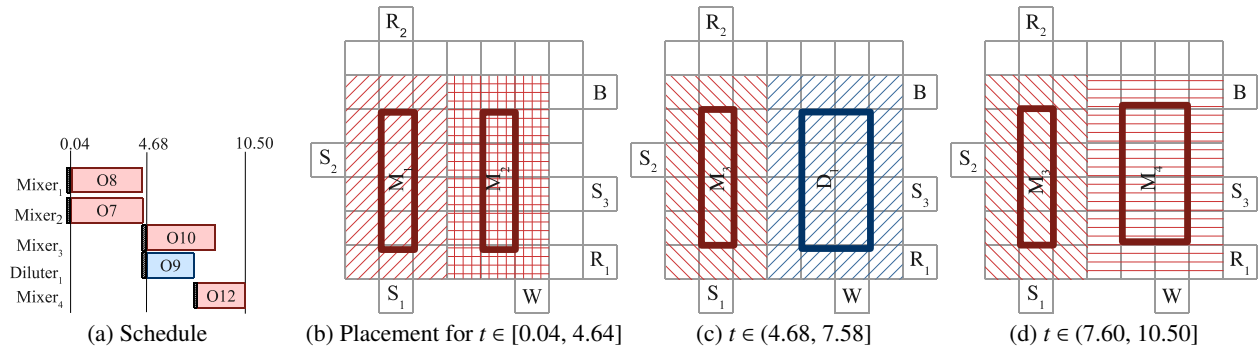 0.04 4.68 10.50
Mixer₁ O8
Mixer₂ O7
Mixer₃ O10
Diluter₁ O9
Mixer₄ O12
(a) Schedule
R₂
B
S₂
M₁ M₂
S₃
R₁
S₁ W
(b) Placement for t ∈ [0.04, 4.64]
R₂
B
S₂
M₃ D₁
S₃
R₁
S₁ W
(c) t ∈ (4.68, 7.58]
R₂
B
S₂
M₃ M₄
S₃
R₁
S₁ W
(d) t ∈ (7.60, 10.50]